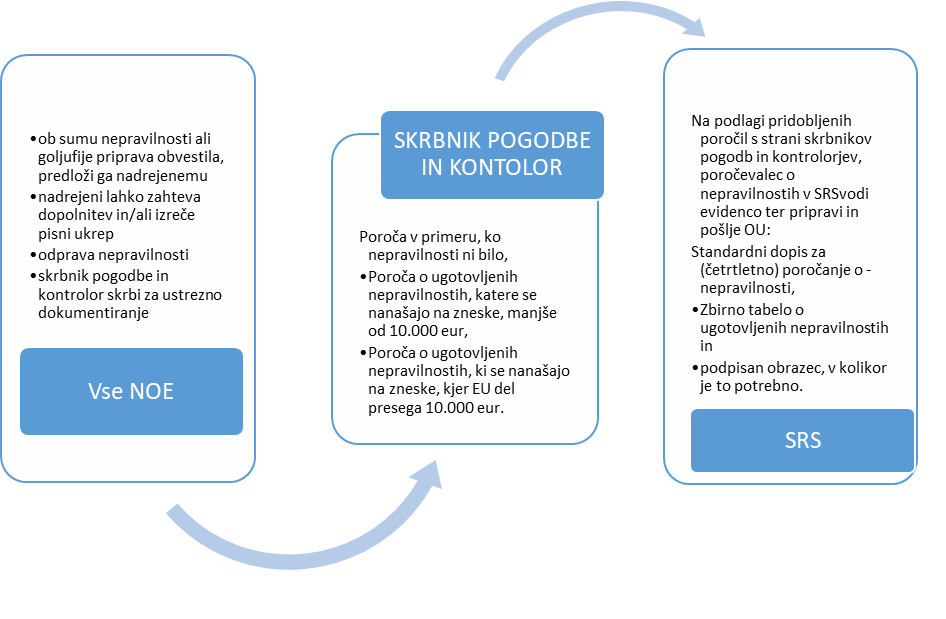 •ob sumu nepravilnosti ali
goljufije priprava obvestila,
predloži ga nadrejenemu
•nadrejeni lahko zahteva
dopolnitev in/ali izreče
pisni ukrep
•odprava nepravilnosti
•skrbnik pogodbe in
kontrolor skrbi za ustrezno
dokumentiranje
Vse NOE
SKRBNIK POGODBE
IN KONTOLOR
Poroča v primeru, ko
nepravilnosti ni bilo,
•Poroča o ugotovljenih
nepravilnostih, katere se
nanašajo na zneske, manjše
od 10.000 eur,
•Poroča o ugotovljenih
nepravilnostih, ki se nanašajo
na zneske, kjer EU del
presega 10.000 eur.
Na podlagi pridobljenih
poročil s strani skrbnikov
pogodb in kontrolorjev,
poročevalec o
nepravilnostih v SRSvodi
evidenco ter pripravi in
pošlje OU:
Standardni dopis za
(četrtletno) poročanje o -
nepravilnosti,
•Zbirno tabelo o
ugotovljenih nepravilnostih
in
•podpisan obrazec, v kolikor
je to potrebno.
SRS